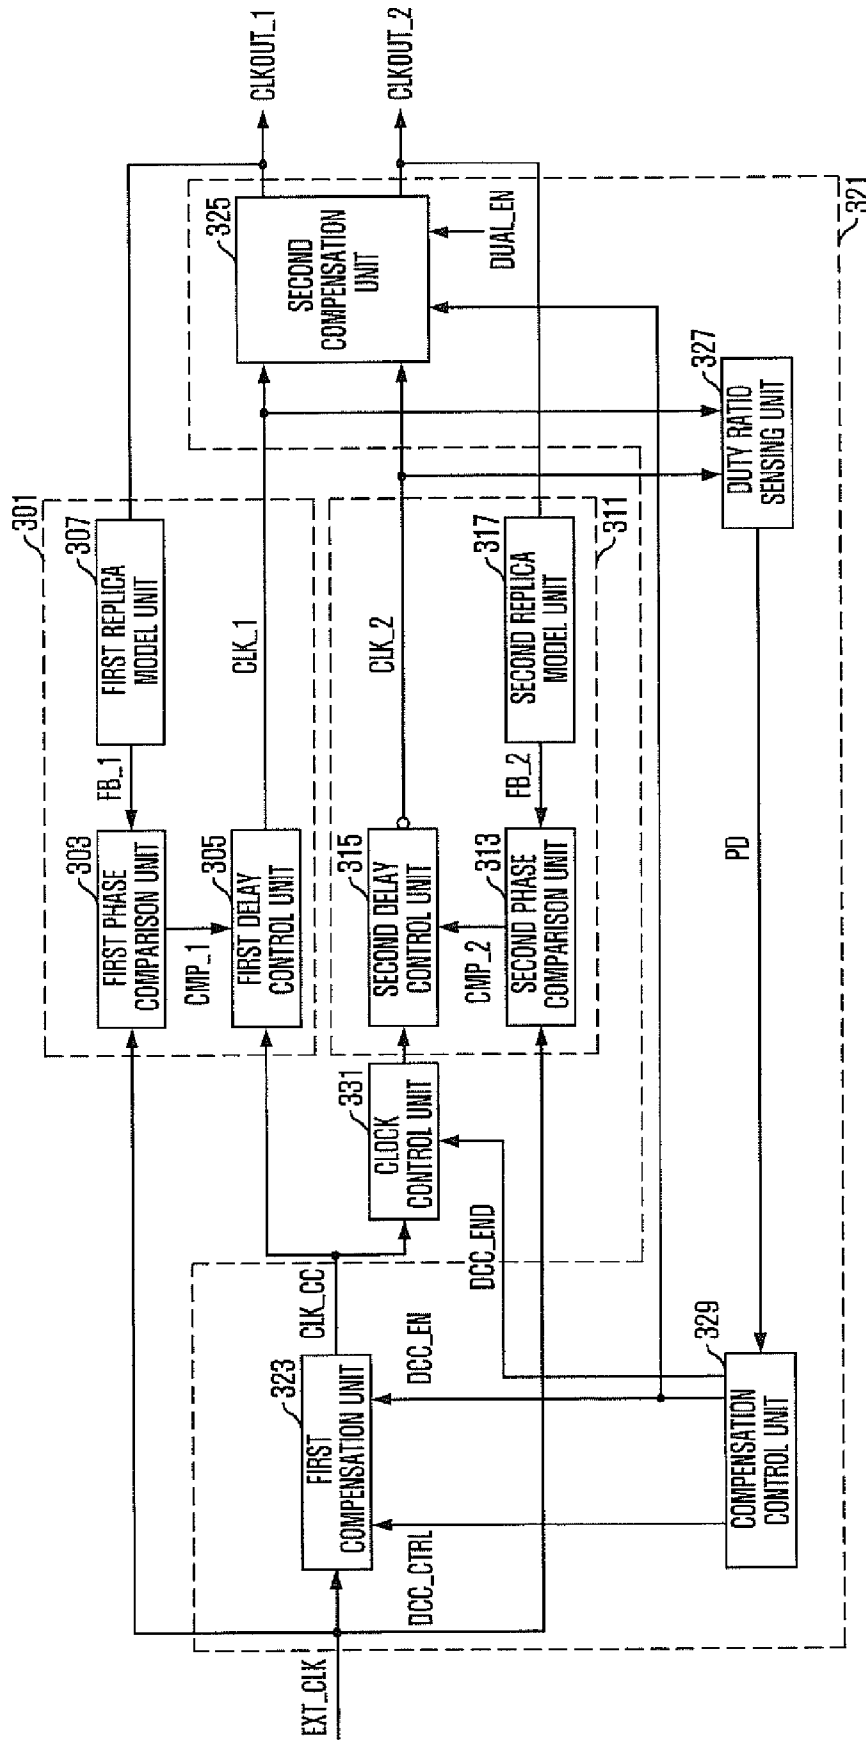 EXT_CLK
DCC_CTRL
FIRST
COMPENSATION UNIT
323
DCC_EN
CLK_CC
DCC_END
COMPENSATION
CONTROL UNIT
329
CLOCK
CONTROL UNIT
331
301
FIRST PHASE
COMPARISON UNIT
303
CMP_1
FIRST DELAY
CONTROL UNIT
305
FB_1
FIRST REPLICA
MODEL UNIT
307
CLK_1
SECOND DELAY
CONTROL UNIT
315
CMP_2
SECOND PHASE
COMPARISON UNIT
313
FB_2
SECOND REPLICA
MODEL UNIT
317
CLK_2
311
PD
DUTY RATIO
SENSING UNIT
327
SECOND
COMPENSATION
UNIT
325
DUAL_EN
CLKOUT_1
CLKOUT_2
321